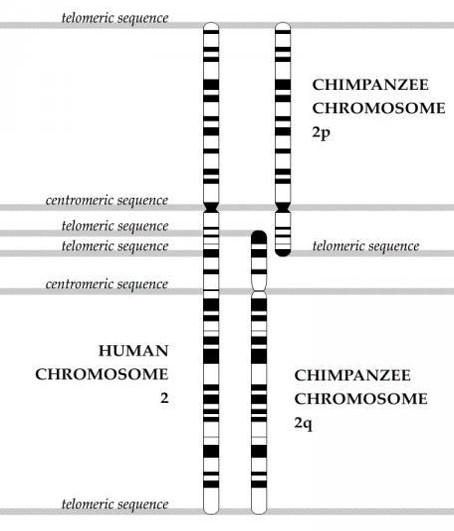 telomeric sequence
CHIMPANZEE
CHROMOSOME
2p
centromeric sequence
telomeric sequence
telomeric sequence
telomeric sequence
centromeric sequence
HUMAN
CHROMOSOME
2
CHIMPANZEE
CHROMOSOME
2q
telomeric sequence